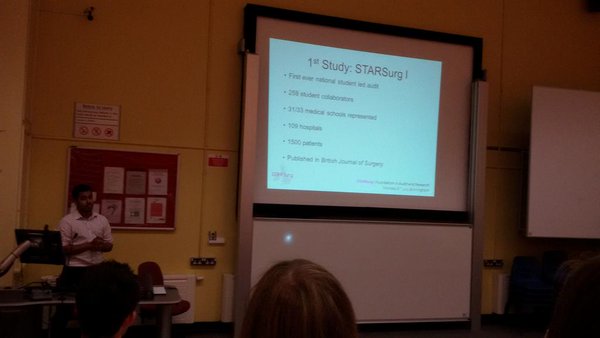 1st Study: STARSurg I
• First ever national student led audit
• 258 student collaborators
• 31/33 medical schools represented
• 109 hospitals
• 1500 patients
• Published in British Journal of Surgery